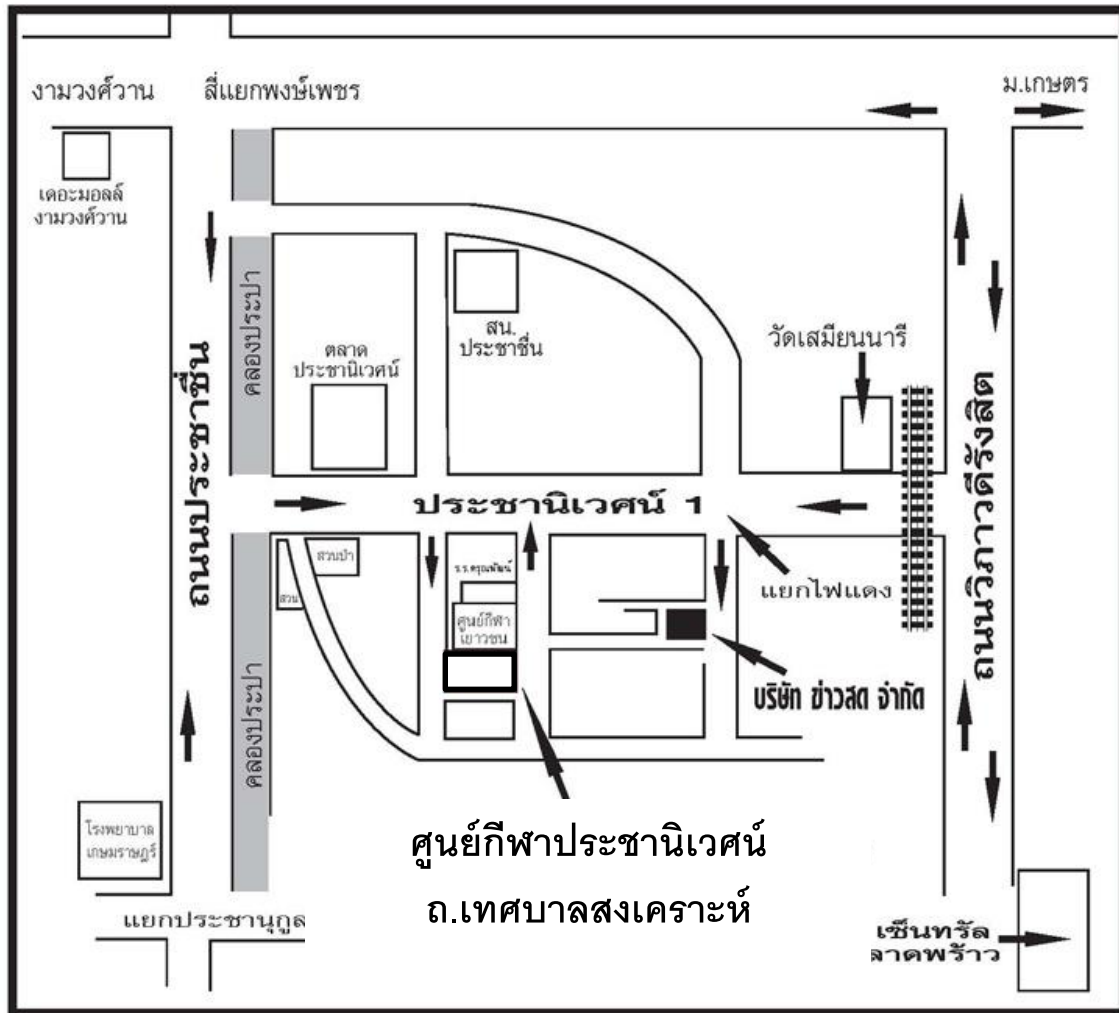 งามวงศ์วาน
สี่แยกพงษ์เพชร
ม.เกษตร
เดอะมอลล์
งามวงศ์วาน
คลองประปา
สน.
ประชาชื่น
ตลาด
ประชานิเวศน์
วัดเสมียนนารี
ถนนประชาชื่น
ถนนวิภาวดีรังสิต
ประชานิเวศน์ 1
สวนป่า
สวน
ร.ร.ดรุณพัฒน์
ศูนย์กีฬา
เยาวชน
แยกไฟแดง
บริษัท ข่าวสด จำกัด
คลองประปา
โรงพยาบาล
เกษมราษฎร์
ศูนย์กีฬาประชานิเวศน์
ถ.เทศบาลสงเคราะห์
แยกประชานุกูล
เซ็นทรัล
ลาดพร้าว